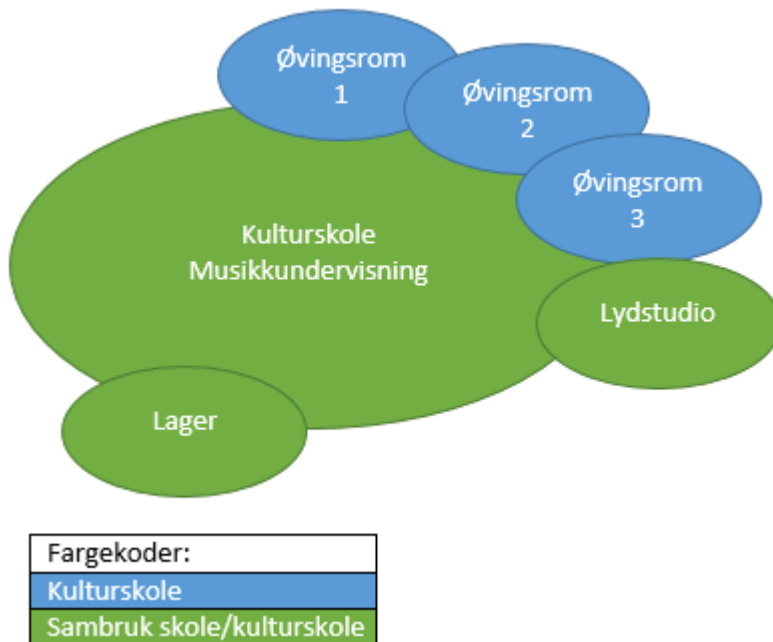 Øvingsrom
1
Øvingsrom
2
Øvingsrom
3
Kulturskole
Musikkundervisning
Lydstudio
Lager
Fargekoder:
Kulturskole
Sambruk skole/kulturskole